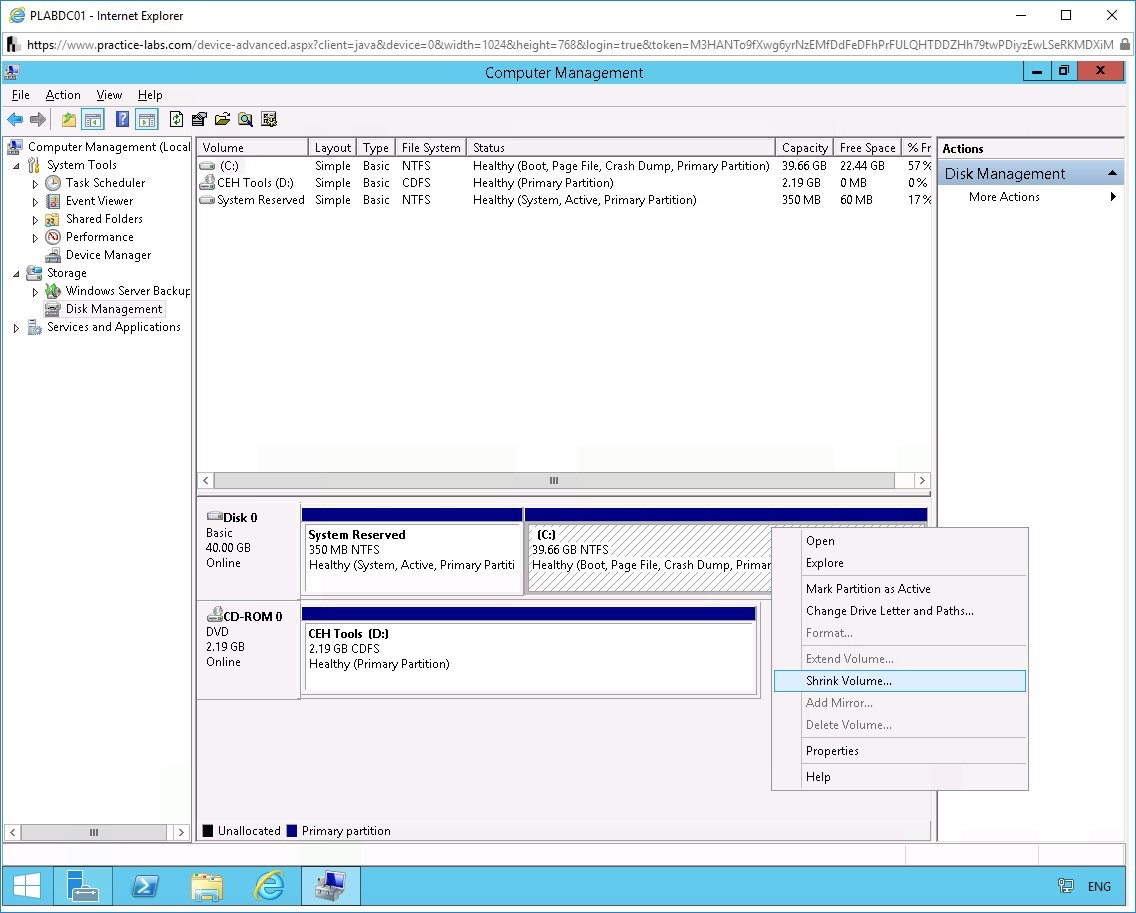 PLABDC01 - Internet Explorer
https://www.practice-labs.com/device-advanced.aspx?client=java&device=0&width=1024&height=768&login=true&token=M3HANTo9fXwg6yrNzEMfDdFeDFhPrFULQHTDDZHh79twPDiyzEwLSeRKMDXiM
Computer Management
File Action View Help
Computer Management (Local
System Tools
Task Scheduler
Event Viewer
Shared Folders
Performance
Device Manager
Storage
Windows Server Backup
Disk Management
Services and Applications
Volume Layout Type File System Status Capacity Free Space % Fr
(C:) Simple Basic NTFS Healthy (Boot, Page File, Crash Dump, Primary Partition) 39.66 GB 22.44 GB 57 %
CEH Tools (D:) Simple Basic CDFS Healthy (Primary Partition) 2.19 GB 0 MB 0 %
System Reserved Simple Basic NTFS Healthy (System, Active, Primary Partition) 350 MB 60 MB 17 %
Actions
Disk Management
More Actions
Disk 0
Basic
40.00 GB
Online
System Reserved
350 MB NTFS
Healthy (System, Active, Primary Partiti
(C:)
39.66 GB NTFS
Healthy (Boot, Page File, Crash Dump, Primar
CD-ROM 0
DVD
2.19 GB
Online
CEH Tools (D:)
2.19 GB CDFS
Healthy (Primary Partition)
Open
Explore
Mark Partition as Active
Change Drive Letter and Paths...
Format...
Extend Volume...
Shrink Volume...
Add Mirror...
Delete Volume...
Properties
Help
Unallocated Primary partition
ENG